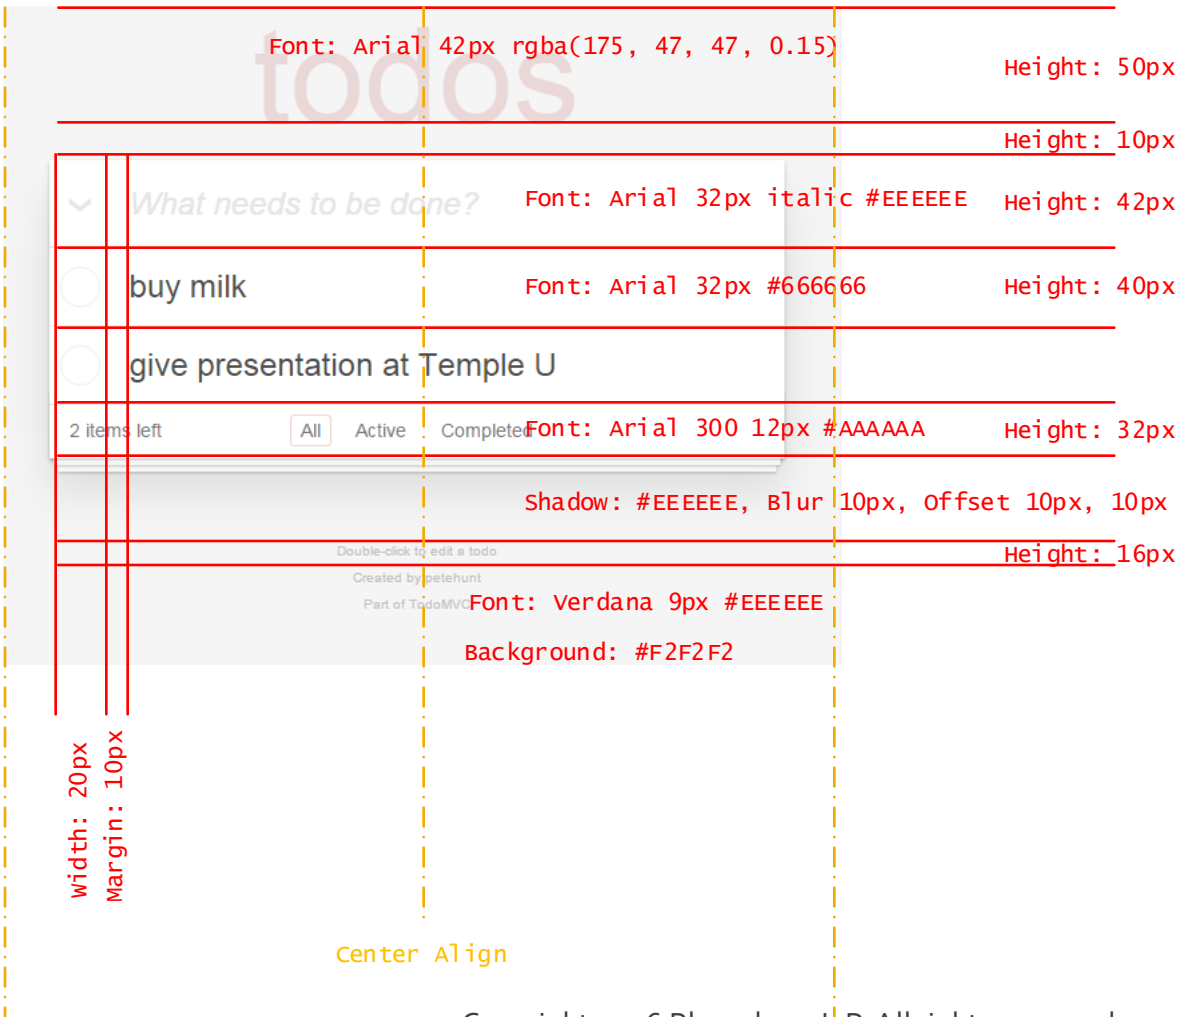 todos
Font: Arial 42px rgba(175, 47, 47, 0.15)
Height: 50px
Height: 10px
What needs to be done?
Font: Arial 32px italic #EEEEEE
Height: 42px
buy milk
Font: Arial 32px #666666
Height: 40px
give presentation at Temple U
2 items left
All
Active
Completed
Font: Arial 300 12px #AAAAAA
Height: 32px
Shadow: #EEEEEE, Blur 10px, Offset 10px, 10px
Double-click to edit a todo
Height: 16px
Created by petehunt
Part of TodoMVC
Font: Verdana 9px #EEEEEE
Background: #F2F2F2
Width: 20px
Margin: 10px
Center Align